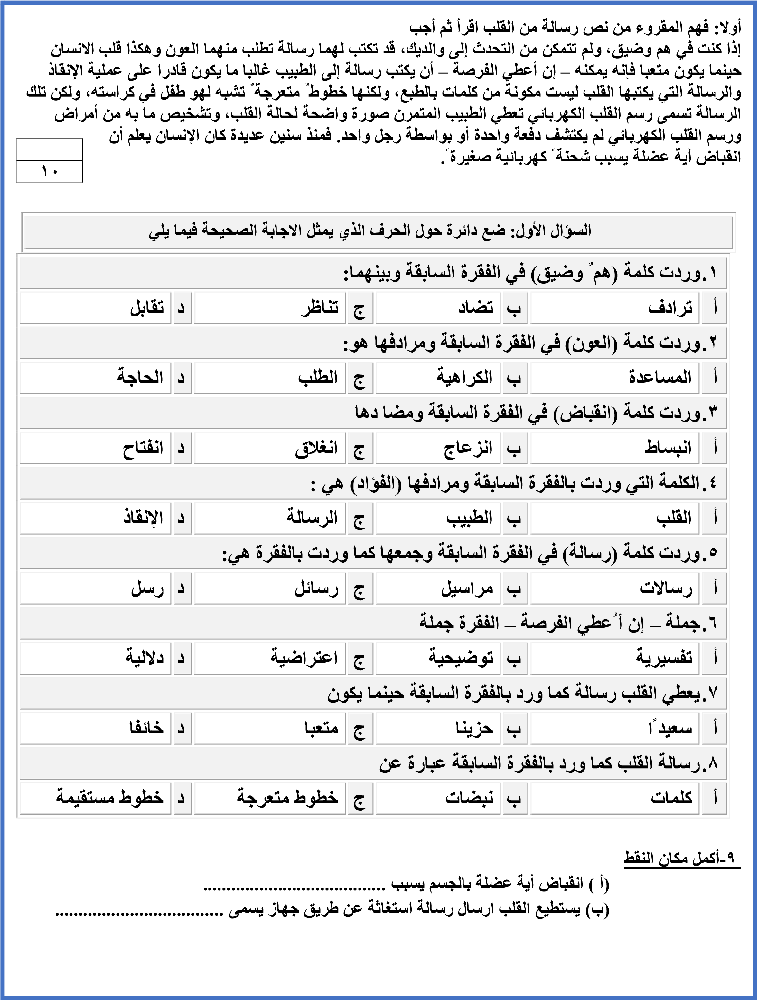 أولا: فهم المقروء من نص رسالة من القلب اقرأ ثم أجب
إذا كنت في هم وضيق، ولم تتمكن من التحدث إلى والديك، قد تكتب لهما رسالة تطلب منهما العون وهكذا قلب الانسان
حينما يكون متعبا فإنه يمكنه – إن أعطي الفرصة – أن يكتب رسالة إلى الطبيب غالبا ما يكون قادرا على عملية الإنقاذ
والرسالة التي يكتبها القلب ليست مكونة من كلمات بالطبع، ولكنها خطوطٌ متعرجةٌ تشبه لهو طفل في كراسته، ولكن تلك
الرسالة تسمى رسم القلب الكهربائي تعطي الطبيب المتمرن صورة واضحة لحالة القلب، وتشخيص ما به من أمراض
ورسم القلب الكهربائي لم يكتشف دفعة واحدة أو بواسطة رجل واحد. فمنذ سنين عديدة كان الإنسان يعلم أن
انقباض أية عضلة يسبب شحنةً كهربائية صغيرةً.
١٠
السؤال الأول: ضع دائرة حول الحرف الذي يمثل الاجابة الصحيحة فيما يلي
١.وردت كلمة (همٌ وضيق) في الفقرة السابقة وبينهما:
أ ترادف ب تضاد ج تناظر د تقابل
٢.وردت كلمة (العون) في الفقرة السابقة ومرادفها هو:
أ المساعدة ب الكراهية ج الطلب د الحاجة
٣.وردت كلمة (انقباض) في الفقرة السابقة ومضا دها
أ انبساط ب انزعاج ج انغلاق د انفتاح
٤.الكلمة التي وردت بالفقرة السابقة ومرادفها (الفؤاد) هي :
أ القلب ب الطبيب ج الرسالة د الإنقاذ
٥.وردت كلمة (رسالة) في الفقرة السابقة وجمعها كما وردت بالفقرة هي:
أ رسالات ب مراسيل ج رسائل د رسل
٦.جملة – إن أُعطي الفرصة – الفقرة جملة
أ تفسيرية ب توضيحية ج اعتراضية د دلالية
٧.يعطي القلب رسالة كما ورد بالفقرة السابقة حينما يكون
أ سعيدًا ب حزينا ج متعبا د خائفا
٨.رسالة القلب كما ورد بالفقرة السابقة عبارة عن
أ كلمات ب نبضات ج خطوط متعرجة د خطوط مستقيمة
٩-أكمل مكان النقط
(أ ) انقباض أية عضلة بالجسم يسبب .......................................
(ب) يستطيع القلب ارسال رسالة استغاثة عن طريق جهاز يسمى ....................................